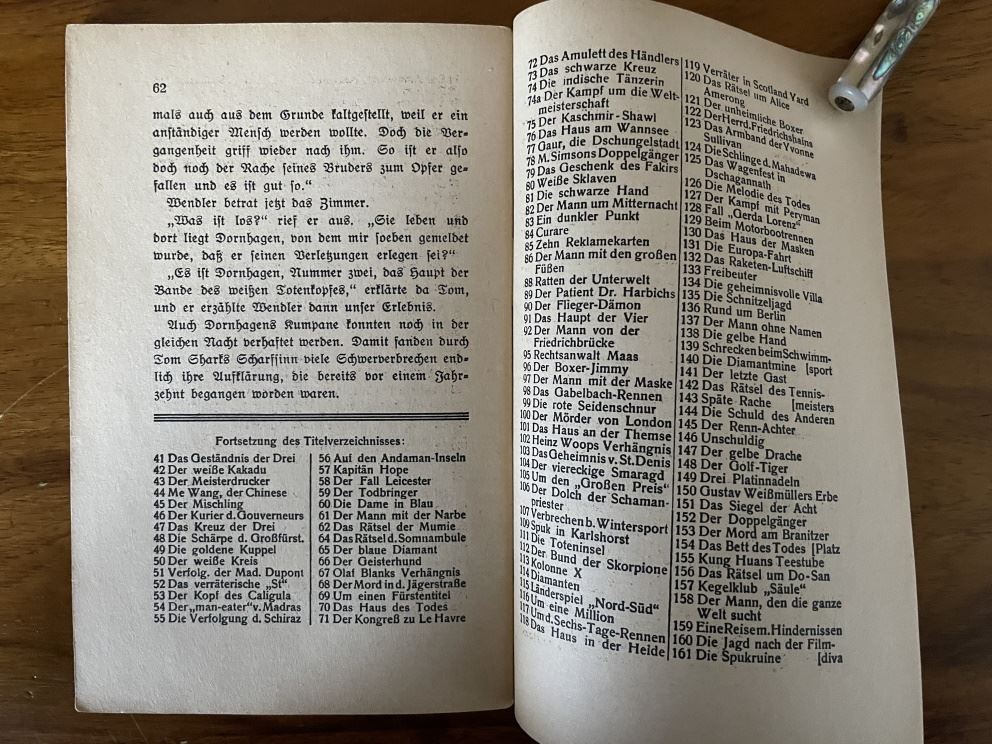 62
mals auch aus dem Grunde kaltgestellt, weil er ein
anständiger Mensch werden wollte. Doch die Ver-
gangenheit griff wieder nach ihm. So ist er also
doch noch der Rache seines Bruders zum Opfer ge-
fallen und es ist gut so.“
Wendler betrat jetzt das Zimmer.
„Was ist los?“ rief er aus. „Sie leben und
dort liegt Dornhagen, von dem mir soeben gemeldet
wurde, daß er seinen Verletzungen erlegen sei?“
„Es ist Dornhagen, Nummer zwei, das Haupt der
Bande des weißen Totenkopfes,“ erklärte da Tom,
und er erzählte Wendler dann unser Erlebnis.
Auch Dornhagens Kumpane konnten noch in der
gleichen Nacht verhaftet werden. Damit fanden durch
Tom Sharks Scharfsinn viele Schwerverbrechen end-
lich ihre Aufklärung, die bereits vor einem Jahr-
zehnt begangen worden waren.
Fortsetzung des Titelverzeichnisses:
41 Das Geständnis der Drei
42 Der weiße Kakadu
43 Der Meisterdrucker
44 Me Wang, der Chinese
45 Der Mischling
46 Der Kurier d. Gouverneurs
47 Das Kreuz der Drei
48 Die Schärpe d. Großfürst.
49 Die goldene Kuppel
50 Der weiße Kreis
51 Verfolg. der Mad. Dupont
52 Das verräterische „St“
53 Der Kopf des Caligula
54 Der „man-eater“ v. Madras
55 Die Verfolgung d. Schiraz
56 Auf den Andaman-Inseln
57 Kapitän Hope
58 Der Fall Leicester
59 Der Todbringer
60 Die Dame in Blau
61 Der Mann mit der Narbe
62 Das Rätsel der Mumie
64 Das Rätsel d. Somnambule
65 Der blaue Diamant
66 Der Geisterhund
67 Olaf Blanks Verhängnis
68 Der Mord in d. Jägerstraße
69 Um einen Fürstentitel
70 Das Haus des Todes
71 Der Kongreß zu Le Havre
72 Das Amulett des Händlers
73 Das schwarze Kreuz
74 Die indische Tänzerin
74a Der Kampf um die Welt-
meisterschaft
75 Der Kaschmir-Shawl
76 Das Haus am Wannsee
77 Gaur, die Dschungelstadt
78 M. Simsons Doppelgänger
79 Das Geschenk des Fakirs
80 Weiße Sklaven
81 Die schwarze Hand
82 Der Mann um Mitternacht
83 Ein dunkler Punkt
84 Curare
85 Zehn Reklamekarten
86 Der Mann mit den großen
Füßen
88 Ratten der Unterwelt
89 Der Patient Dr. Harbichs
90 Der Flieger-Dämon
91 Das Haupt der Vier
92 Der Mann von der
Friedrichbrücke
95 Rechtsanwalt Maas
96 Der Boxer-Jimmy
97 Der Mann mit der Maske
98 Das Gabelbach-Rennen
99 Die rote Seidenschnur
100 Der Mörder von London
101 Das Haus an der Themse
102 Heinz Woops Verhängnis
103 Das Geheimnis v. St. Denis
104 Der viereckige Smaragd
105 Um den „Großen Preis“
106 Der Dolch der Schaman-
priester
107 Verbrechen b. Wintersport
109 Spuk in Karlshorst
111 Die Toteninsel
112 Der Bund der Skorpione
113 Kolonne X
114 Diamanten
115 Länderspiel „Nord-Süd“
116 Um eine Million
117 Um d. Sechs-Tage-Rennen
118 Das Haus in der Heide
119 Verräter in Scotland Yard
120 Das Rätsel um Alice
Amerong
121 Der unheimliche Boxer
122 Der Herr d. Friedrichshains
123 Das Armband der Yvonne
Sullivan
124 Die Schlinge d. Mahadewa
125 Das Wagenfest in
Dschagannath
126 Die Melodie des Todes
127 Der Kampf mit Peryman
128 Fall „Gerda Lorenz“
129 Beim Motorbootrennen
130 Das Haus der Masken
131 Die Europa-Fahrt
132 Das Raketen-Luftschiff
133 Freibeuter
134 Die geheimnisvolle Villa
135 Die Schnitzeljagd
136 Rund um Berlin
137 Der Mann ohne Namen
138 Die gelbe Hand
139 Schrecken beim Schwimm-
140 Die Diamantmine [sport
141 Der letzte Gast
142 Das Rätsel des Tennis-
143 Späte Rache [meisters
144 Die Schuld des Anderen
145 Der Renn-Achter
146 Unschuldig
147 Der gelbe Drache
148 Der Golf-Tiger
149 Drei Platinnadeln
150 Gustav Weißmüllers Erbe
151 Das Siegel der Acht
152 Der Doppelgänger
153 Der Mord am Branitzer
154 Das Bett des Todes [Platz
155 Kung Huans Teestube
156 Das Rätsel um Do-San
157 Kegelklub „Säule“
158 Der Mann, den die ganze
Welt sucht
159 Eine Reise m. Hindernissen
160 Die Jagd nach der Film-
161 Die Spukruine [diva